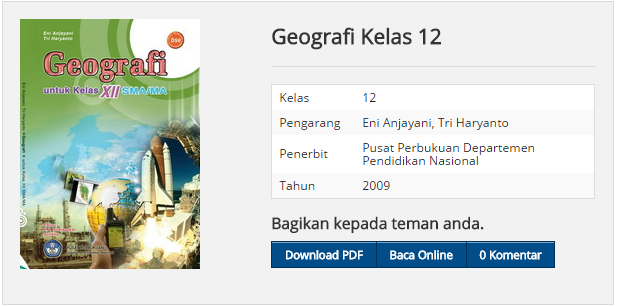 Eni Anjayani
Tri Haryanto
bse
Geografi
untuk Kelas XII SMA/MA
Geografi Kelas 12
Kelas 12
Pengarang Eni Anjayani, Tri Haryanto
Penerbit Pusat Perbukuan Departemen
Pendidikan Nasional
Tahun 2009
Bagikan kepada teman anda.
Download PDF Baca Online 0 Komentar